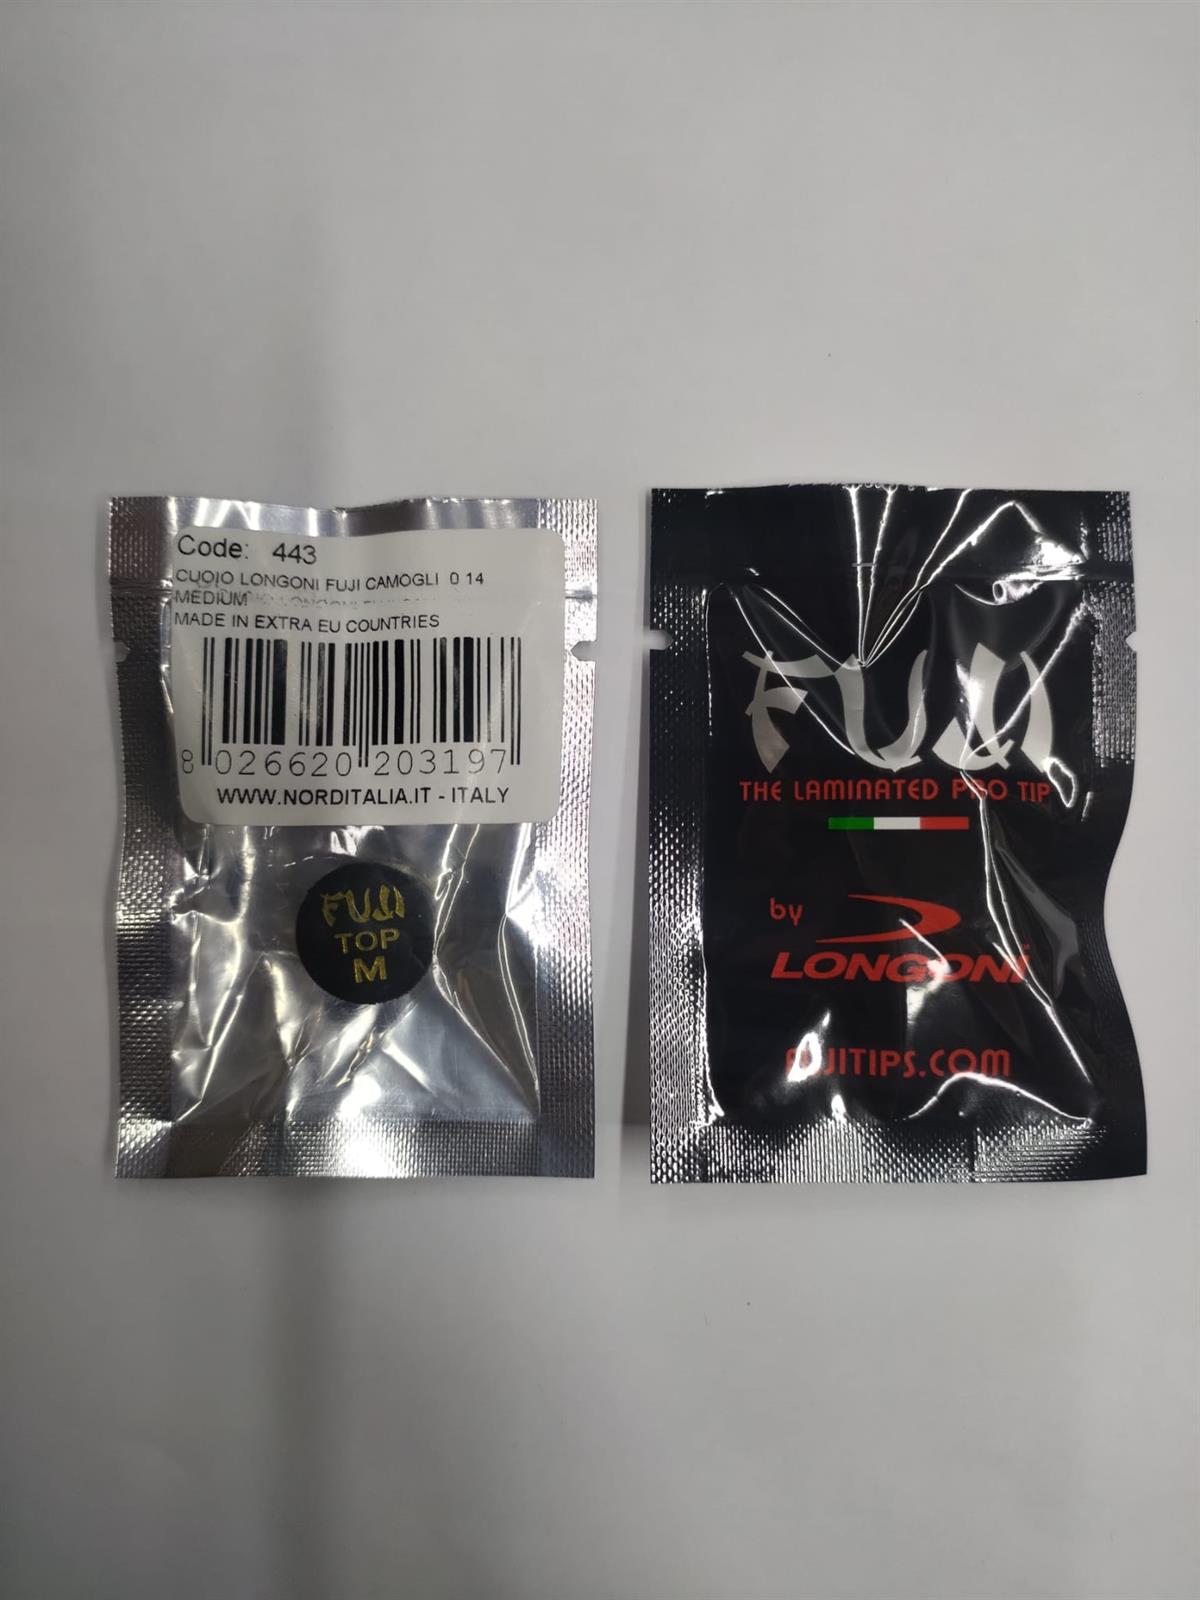 Code: 443
CUOIO LONGONI FUJI CAMOGLI 0 14
MEDIUM
MADE IN EXTRA EU COUNTRIES
8 026620 203197
WWW.NORDITALIA.IT - ITALY
FUJI
TOP
M
FUJI
THE LAMINATED PRO TIP
by
LONGONI
FUJITIPS.COM